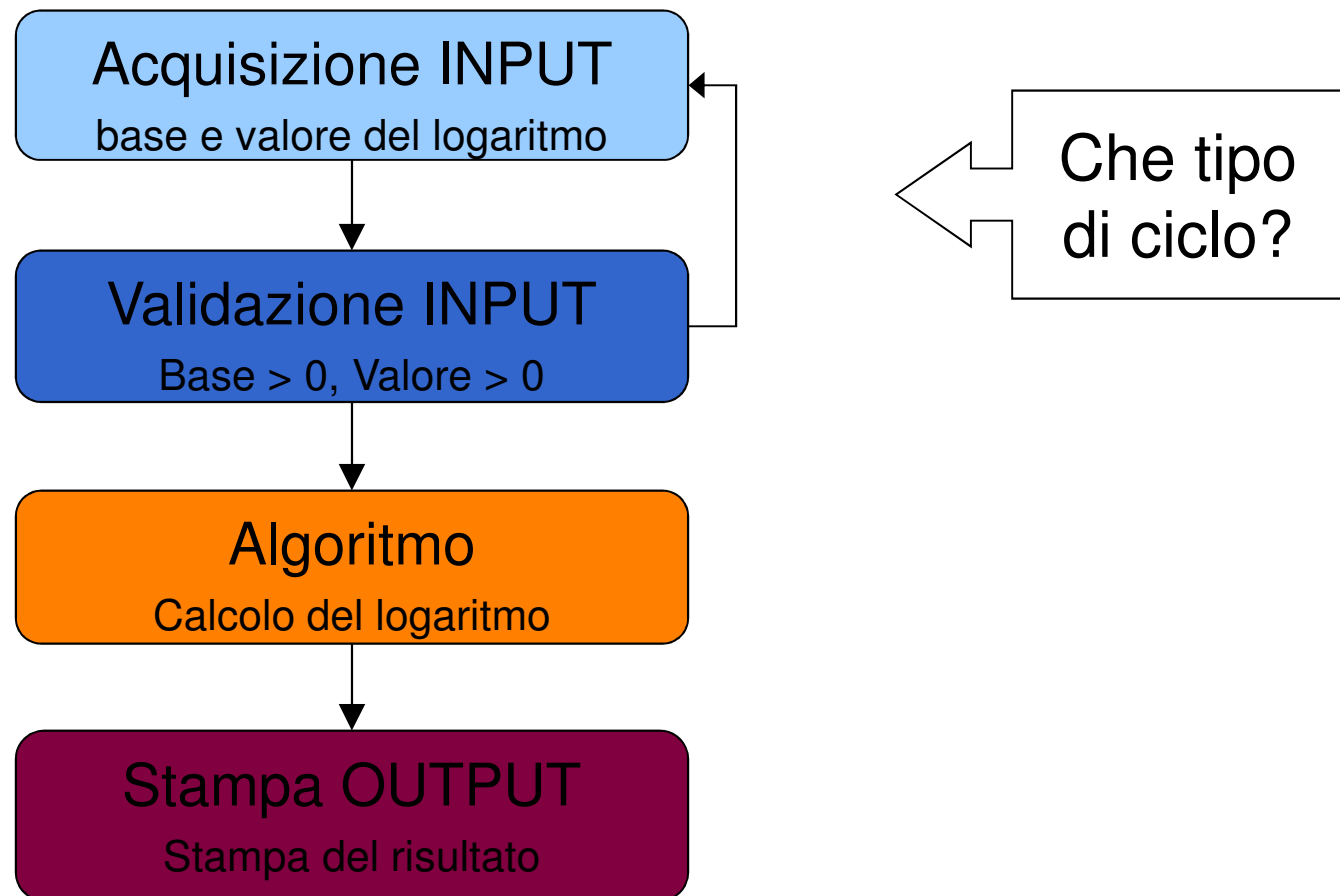 Acquisizione INPUT
base e valore del logaritmo
Che tipo
di ciclo?
Validazione INPUT
Base > 0, Valore > 0
Algoritmo
Calcolo del logaritmo
Stampa OUTPUT
Stampa del risultato